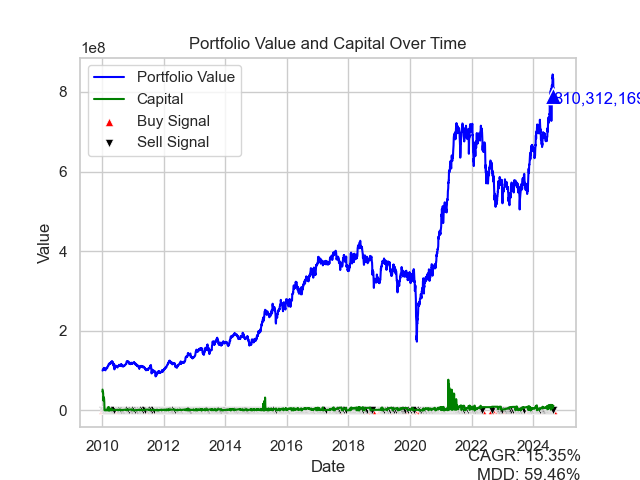 Portfolio Value and Capital Over Time
1e8
Portfolio Value
Capital
Buy Signal
Sell Signal
8
6
4
2
0
Value
810,312,169
2010 2012 2014 2016 2018 2020 2022 2024
Date
CAGR: 15.35%
MDD: 59.46%